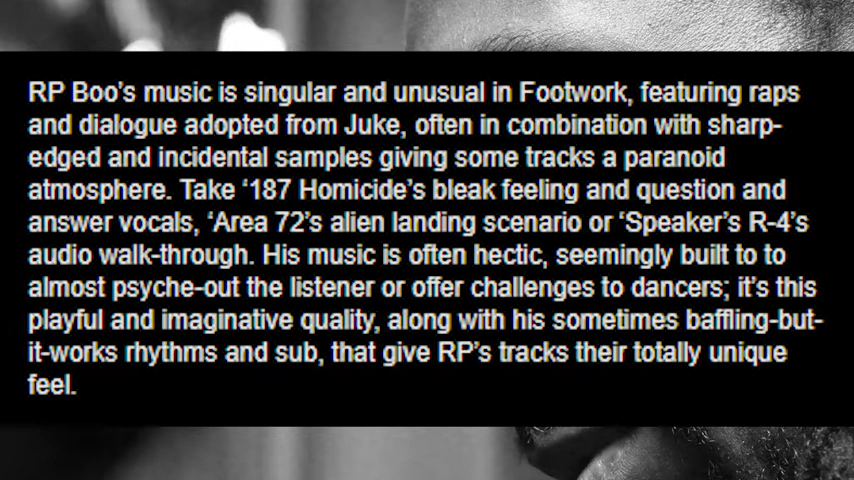 RP Boo’s music is singular and unusual in Footwork, featuring raps
and dialogue adopted from Juke, often in combination with sharp-
edged and incidental samples giving some tracks a paranoid
atmosphere. Take ‘187 Homicide’s bleak feeling and question and
answer vocals, ‘Area 72’s alien landing scenario or ‘Speaker’s R-4’s
audio walk-through. His music is often hectic, seemingly built to to
almost psyche-out the listener or offer challenges to dancers; it’s this
playful and imaginative quality, along with his sometimes baffling-but-
it-works rhythms and sub, that give RP’s tracks their totally unique
feel.